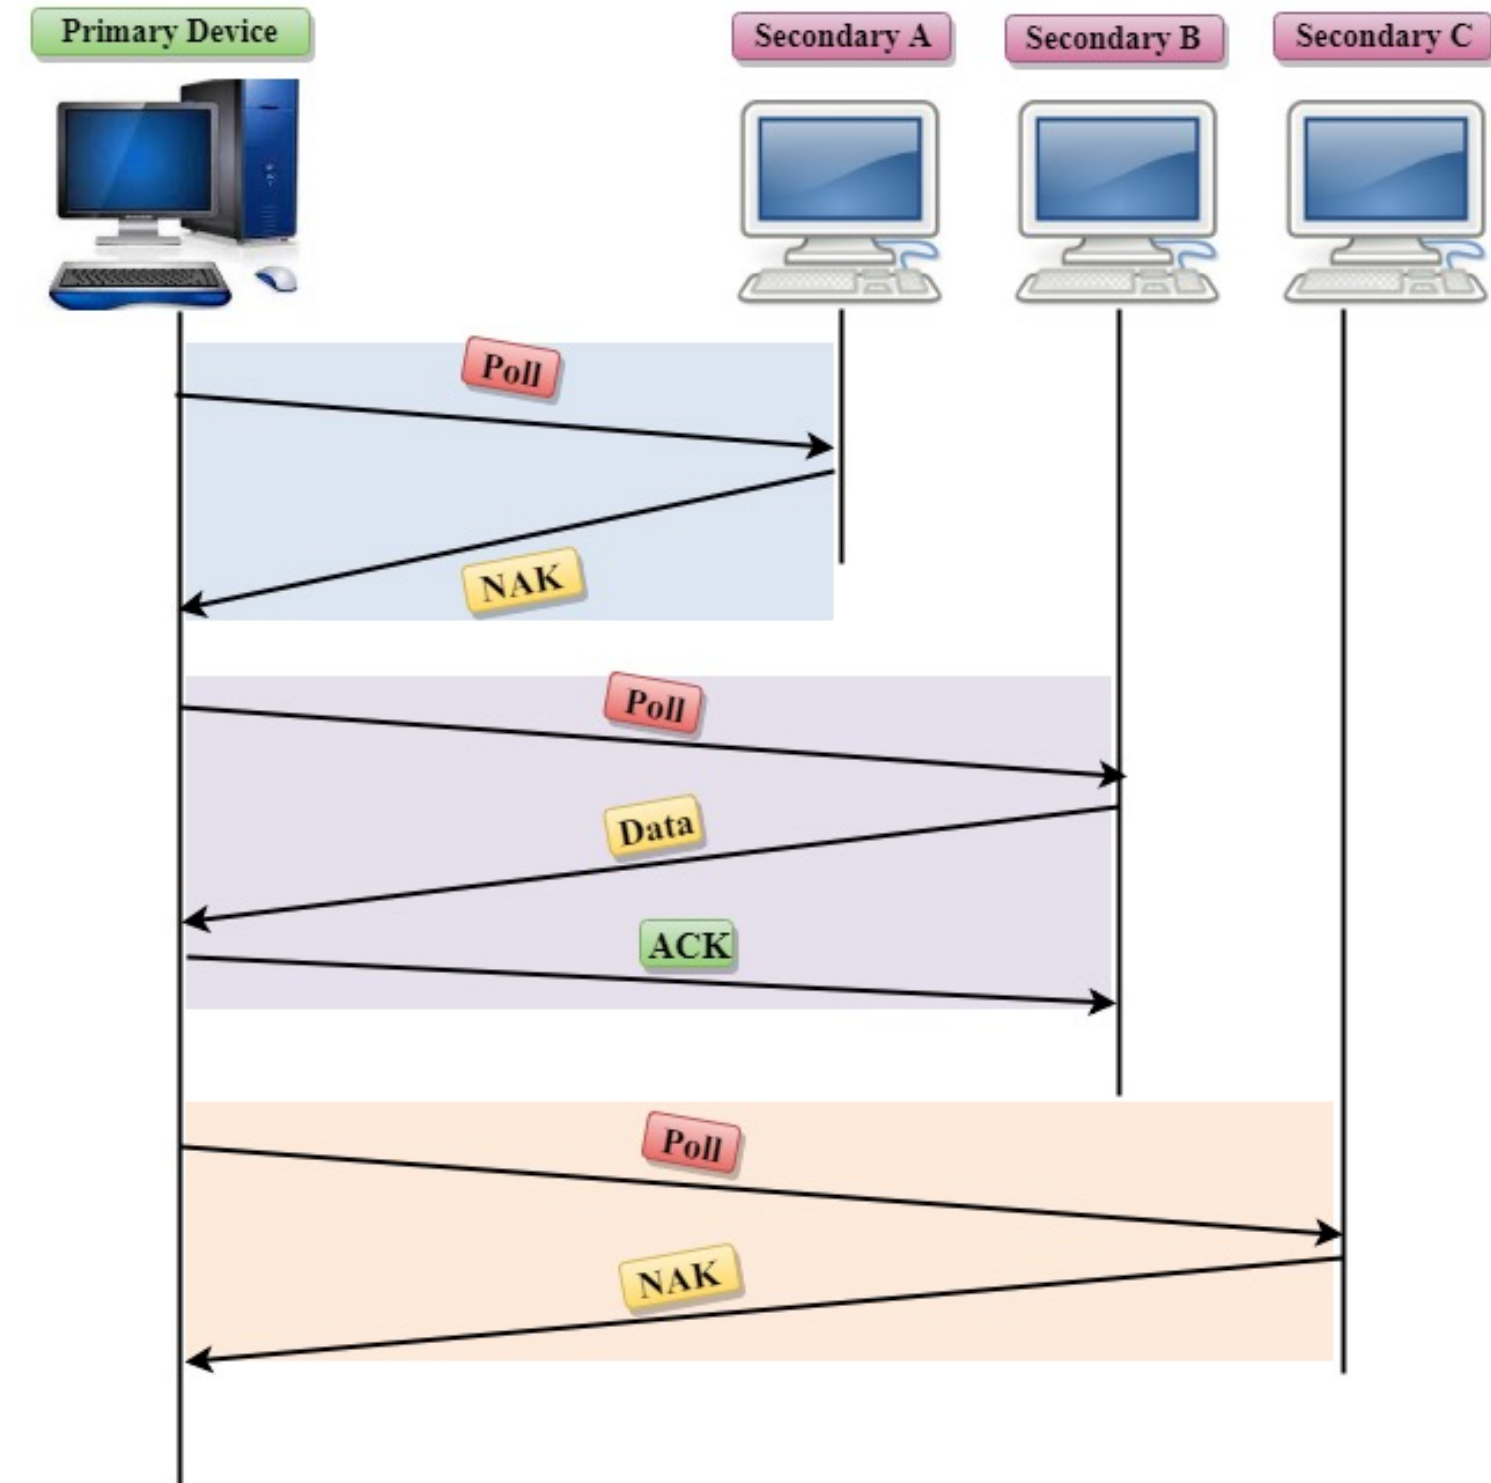 Primary Device
Secondary A
Secondary B
Secondary C
Poll
NAK
Poll
Data
ACK
Poll
NAK